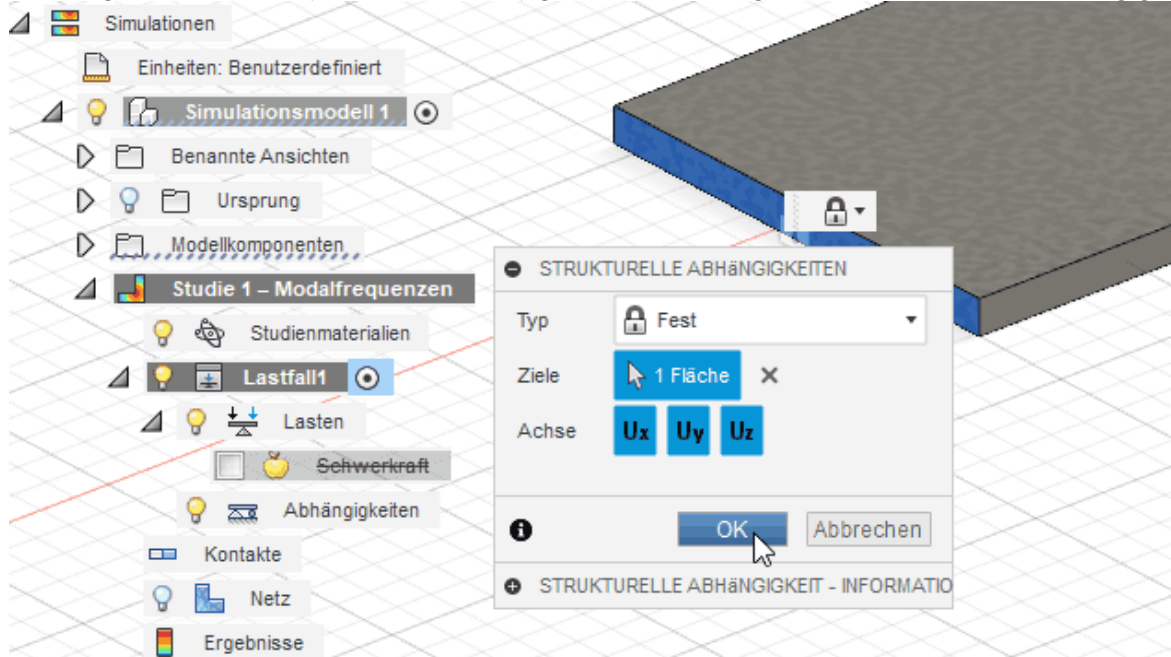 Simulationen
Einheiten: Benutzerdefiniert
Simulationsmodell 1
Benannte Ansichten
Ursprung
Modellkomponenten
Studie 1 – Modalfrequenzen
Studienmaterialien
Lastfall1
Lasten
Schwerkraft
Abhängigkeiten
Kontakte
Netz
Ergebnisse
STRUKTURELLE ABHäNGIGKEITEN
Typ Fest
Ziele 1 Fläche
Achse Ux Uy Uz
OK Abbrechen
STRUKTURELLE ABHäNGIGKEIT - INFORMATIO